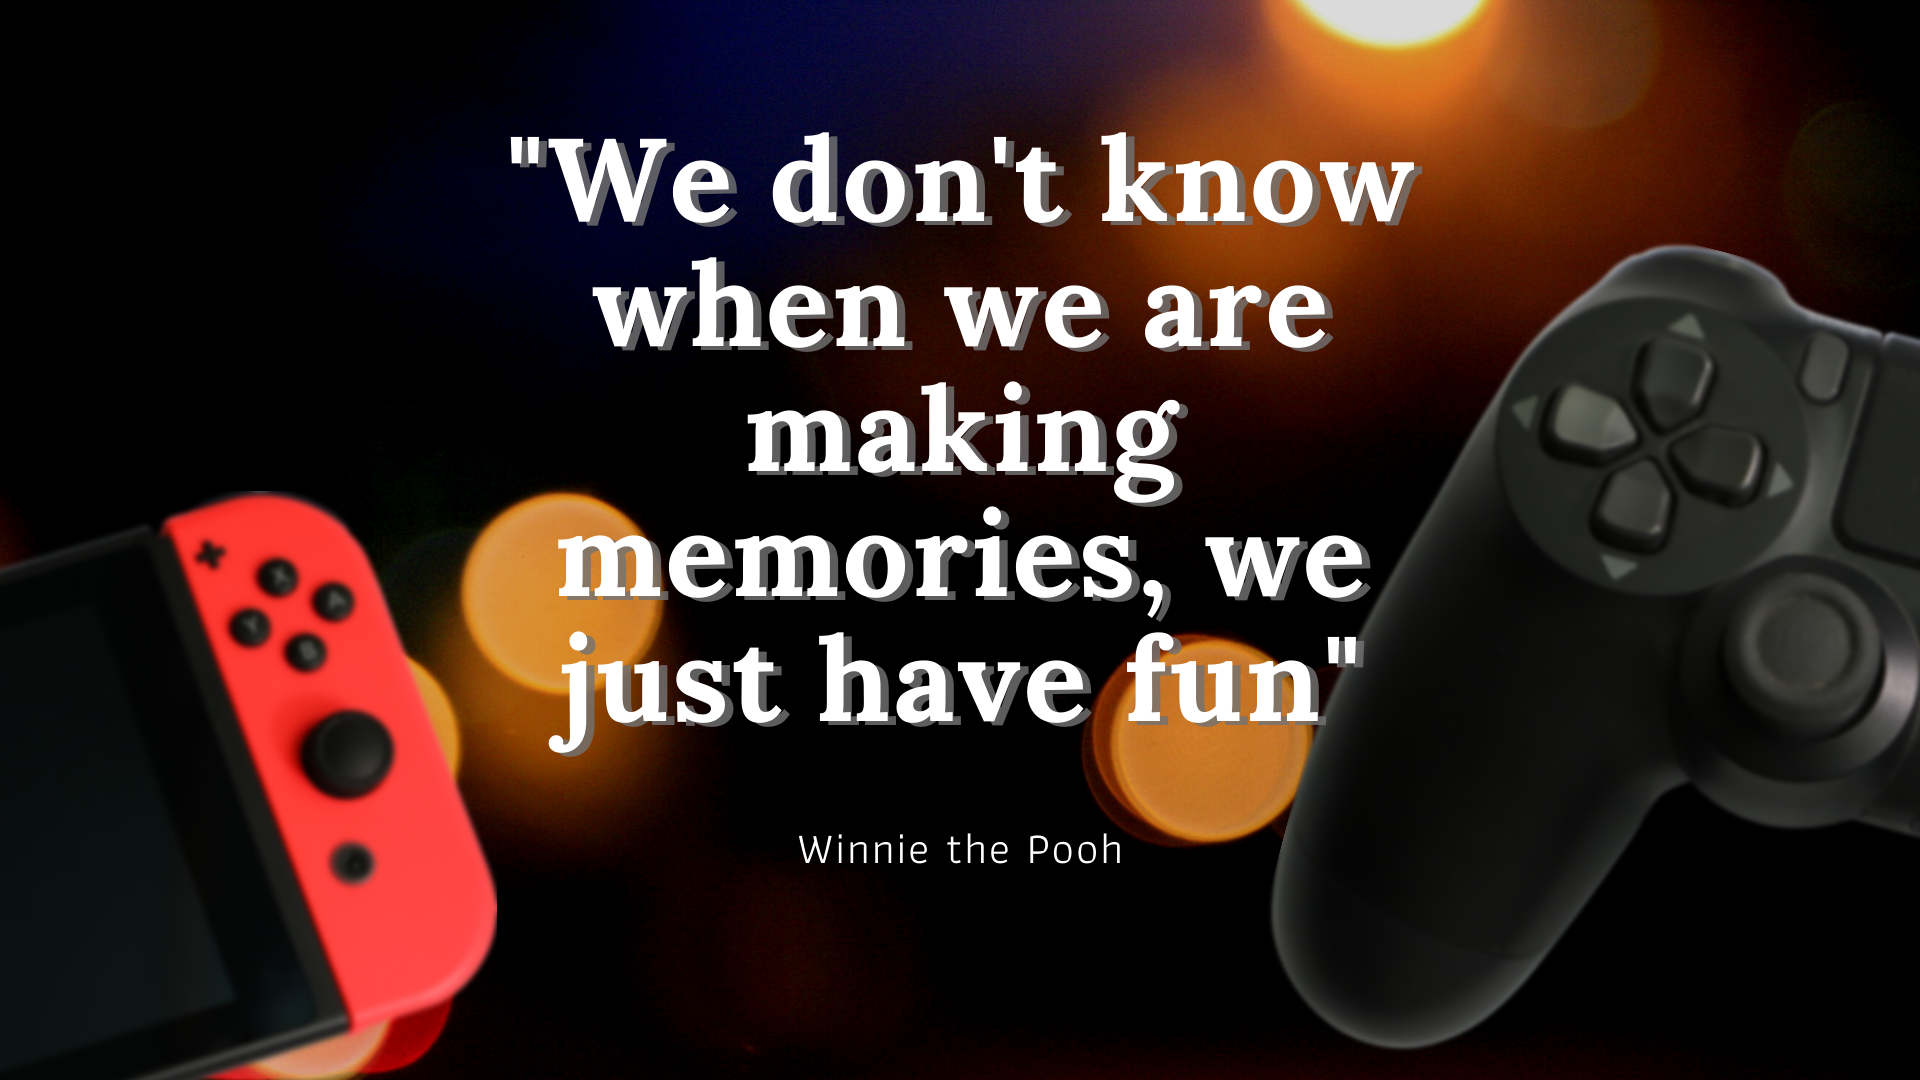 "We don't know
when we are
making
memories, we
just have fun"
Winnie the Pooh
X
A
Y
B